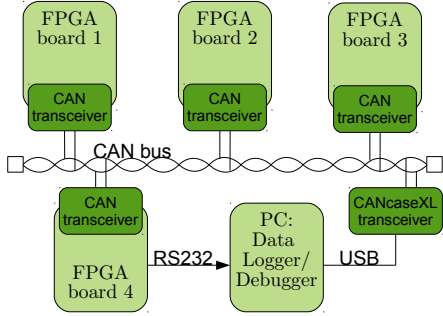 FPGA
board 1
FPGA
board 2
FPGA
board 3
CAN
transceiver
CAN
transceiver
CAN
transceiver
CAN bus
CAN
transceiver
FPGA
board 4
RS232
PC:
Data
Logger/
Debugger
USB
CANcaseXL
transceiver